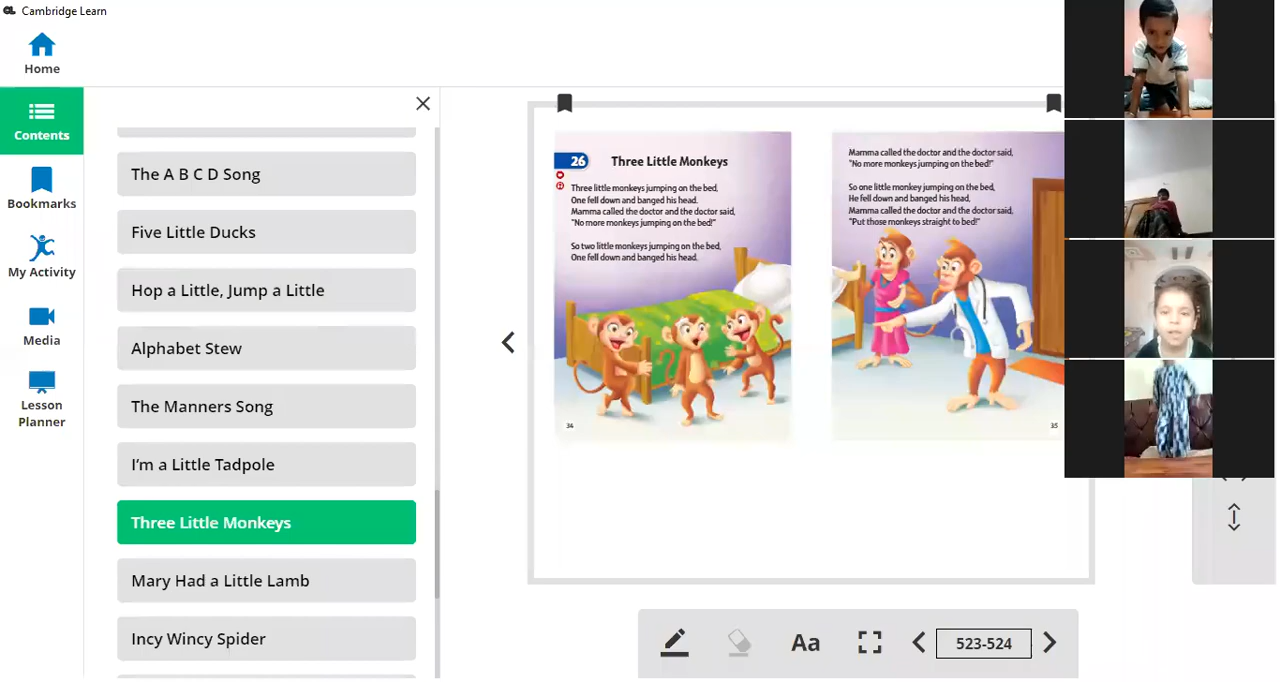 Cambridge Learn
Home
Contents
Bookmarks
My Activity
Media
Lesson
Planner
The A B C D Song
Five Little Ducks
Hop a Little, Jump a Little
Alphabet Stew
The Manners Song
I'm a Little Tadpole
Three Little Monkeys
Mary Had a Little Lamb
Incy Wincy Spider
26
Three Little Monkeys
Three little monkeys jumping on the bed,
One fell down and banged his head.
Mamma called the doctor and the doctor said,
"No more monkeys jumping on the bed!"
So two little monkeys jumping on the bed,
One fell down and banged his head.
34
Mamma called the doctor and the doctor said,
"No more monkeys jumping on the bed!"
So one little monkey jumping on the bed,
He fell down and banged his head,
Mamma called the doctor and the doctor said,
"Put those monkeys straight to bed!"
35
Aa
523-524